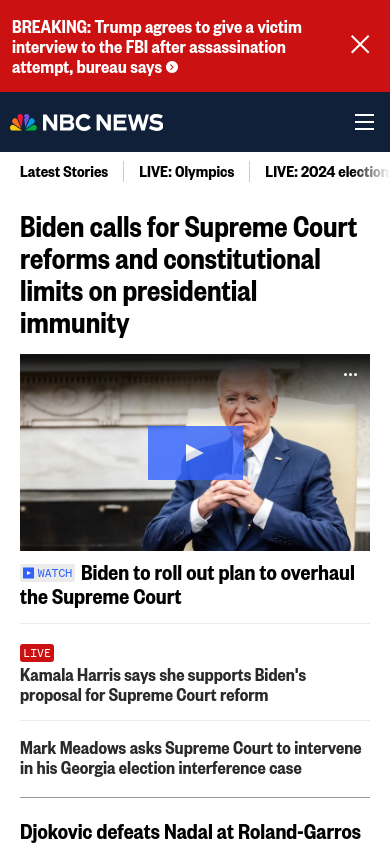 BREAKING: Trump agrees to give a victim
interview to the FBI after assassination
attempt, bureau says
NBC NEWS
Latest Stories
LIVE: Olympics
LIVE: 2024 election
Biden calls for Supreme Court
reforms and constitutional
limits on presidential
immunity
WATCH Biden to roll out plan to overhaul
the Supreme Court
LIVE
Kamala Harris says she supports Biden's
proposal for Supreme Court reform
Mark Meadows asks Supreme Court to intervene
in his Georgia election interference case
Djokovic defeats Nadal at Roland-Garros